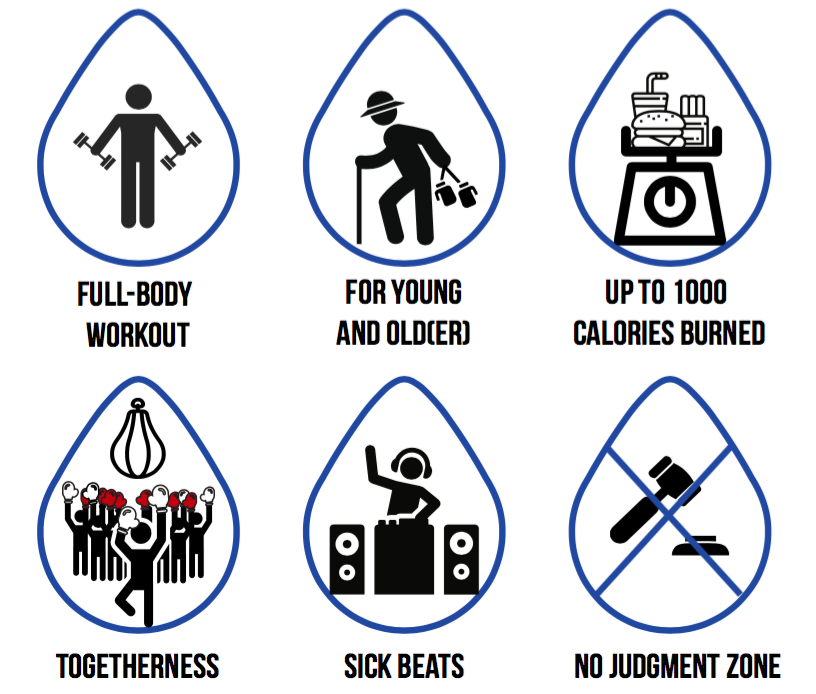 FULL-BODY
WORKOUT
FOR YOUNG
AND OLD(ER)
UP TO 1000
CALORIES BURNED
TOGETHERNESS
SICK BEATS
NO JUDGMENT ZONE